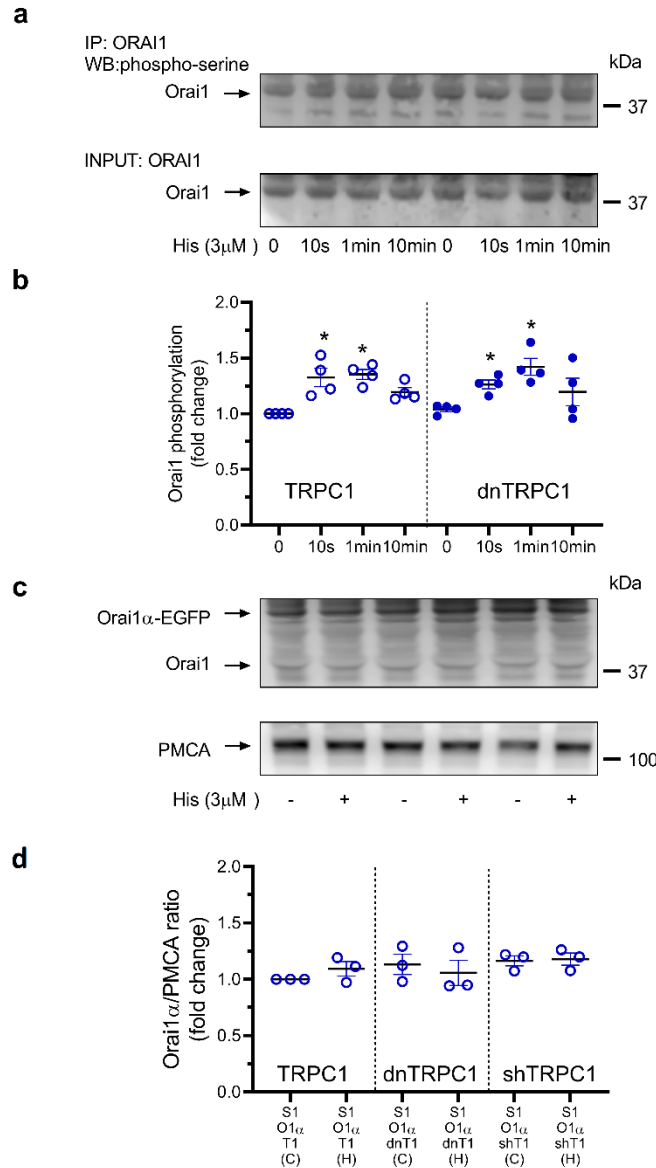 a
IP: ORAI1
WB:phospho-serine
kDa
Orai1
37
INPUT: ORAI1
Orai1
37
His (3μM ) 0 10s 1min 10min 0 10s 1min 10min
b
Orai1 phosphorylation
(fold change)
2.0
* * * *
1.5
1.0
0.5
TRPC1 dnTRPC1
0.0
0 10s 1min 10min 0 10s 1min 10min
c
kDa
Orai1α-EGFP
Orai1
37
PMCA
100
His (3μM ) - + - + - +
d
Orai1α/PMCA ratio
(fold change)
2.0
1.5
1.0
0.5
TRPC1 dnTRPC1 shTRPC1
0.0
S1 S1 S1 S1 S1 S1
O1α O1α O1α O1α O1α O1α
T1 T1 dnT1 dnT1 shT1 shT1
(C) (H) (C) (H) (C) (H)